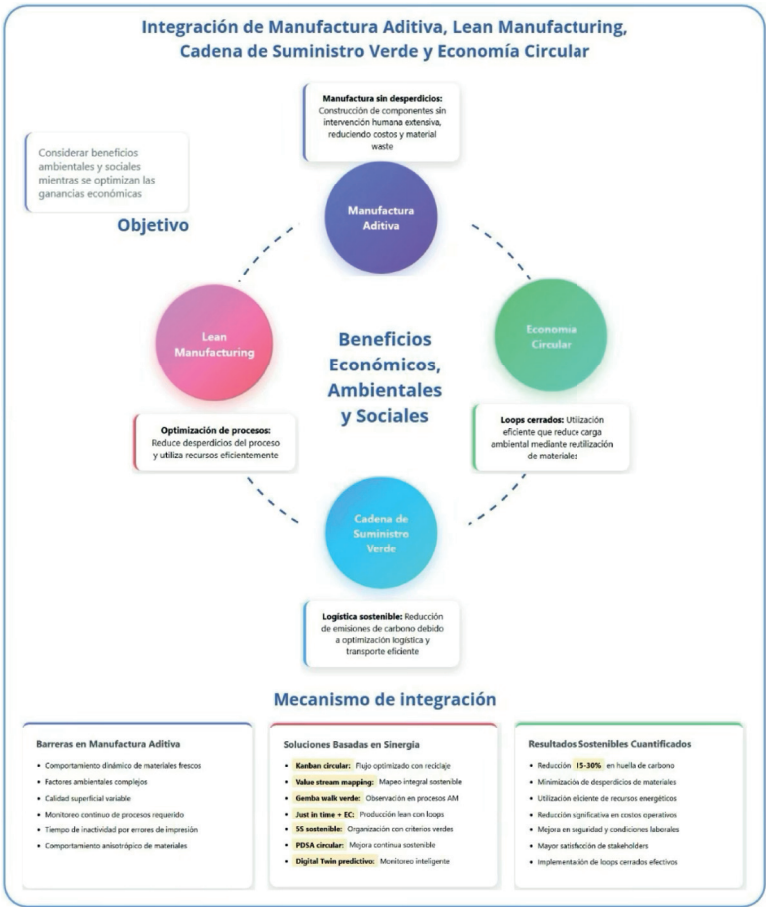 Integración de Manufactura Aditiva, Lean Manufacturing,
Cadena de Suministro Verde y Economía Circular
Manufactura sin desperdicios:
Construcción de componentes sin
intervención humana extensiva,
reduciendo costos y material
waste
Considerar beneficios
ambientales y sociales
mientras se optimizan las
ganancias económicas
Objetivo
Manufactura
Aditiva
Lean
Manufacturing
Beneficios
Económicos,
Ambientales
y Sociales
Economía
Circular
Optimización de procesos:
Reduce desperdicios del proceso
y utiliza recursos eficientemente
Loops cerrados: Utilización
eficiente que reduce carga
ambiental mediante reutilización
de materiales
Cadena de
Suministro
Verde
Logística sostenible: Reducción
de emisiones de carbono debido
a optimización logística y
transporte eficiente
Mecanismo de integración
Barreras en Manufactura Aditiva
• Comportamiento dinámico de materiales frescos
• Factores ambientales complejos
• Calidad superficial variable
• Monitoreo continuo de procesos requerido
• Tiempo de inactividad por errores de impresión
• Comportamiento anisotrópico de materiales
Soluciones Basadas en Sinergia
• Kanban circular: Flujo optimizado con reciclaje
• Value stream mapping: Mapeo integral sostenible
• Gemba walk verde: Observación en procesos AM
• Just in time + EC: Producción lean con loops
• 5S sostenible: Organización con criterios verdes
• PDSA circular: Mejora continua sostenible
• Digital Twin predictivo: Monitoreo inteligente
Resultados Sostenibles Cuantificados
• Reducción 15-30% en huella de carbono
• Minimización de desperdicios de materiales
• Utilización eficiente de recursos energéticos
• Reducción significativa en costos operativos
• Mejora en seguridad y condiciones laborales
• Mayor satisfacción de stakeholders
• Implementación de loops cerrados efectivos